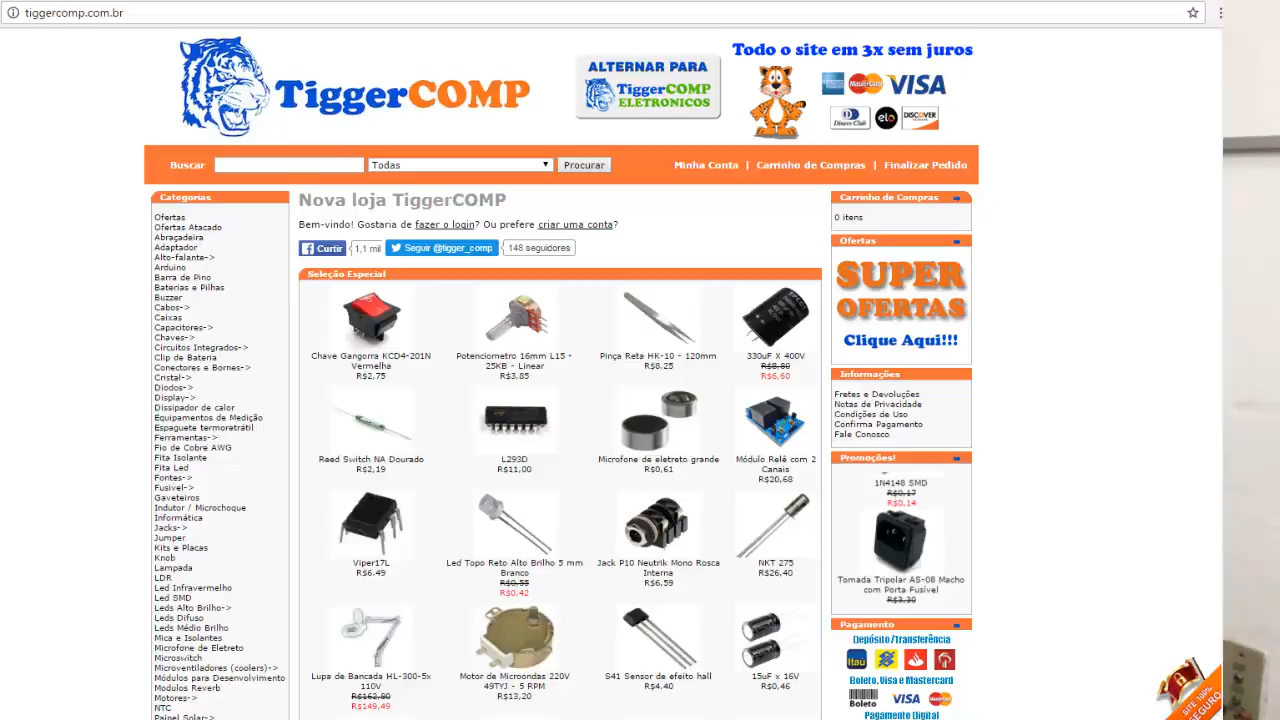 tiggercomp.com.br
TiggerCOMP
ALTERNAR PARA
TiggerCOMP
ELETRONICOS
Todo o site em 3x sem juros
MasterCard
VISA
Diners Club
elo
DISCOVER
Buscar
Todas
Procurar
Minha Conta | Carrinho de Compras | Finalizar Pedido
Categorias
Ofertas
Ofertas Atacado
Abraçadeira
Adaptador
Alto-falante->
Arduino
Barra de Pino
Baterias e Pilhas
Buzzer
Cabos->
Caixas
Capacitores->
Chaves->
Circuitos Integrados->
Clip de Bateria
Conectores e Bornes->
Cristal->
Diodos->
Display->
Dissipador de calor
Equipamentos de Medição
Espaguete termoretrátil
Ferramentas->
Fio de Cobre AWG
Fita Isolante
Fita Led
Fontes->
Fusivel->
Gaveteiros
Indutor / Microchoque
Informática
Jacks->
Jumper
Kits e Placas
Knob
Lampada
LDR
Led Infravermelho
Led SMD
Leds Alto Brilho->
Leds Difuso
Leds Médio Brilho
Mica e Isolantes
Microfone de Eletreto
Microswitch
Microventiladores (coolers)->
Módulos para Desenvolvimento
Modulos Reverb
Motores->
NTC
Painel Solar->
Nova loja TiggerCOMP
Bem-vindo! Gostaria de fazer o login? Ou prefere criar uma conta?
Curtir
1,1 mil
Seguir @tigger_comp
148 seguidores
Seleção Especial
Chave Gangorra KCD4-201N
Vermelha
R$2,75
Potenciometro 16mm L15 -
25KB - Linear
R$3,85
Pinça Reta HK-10 - 120mm
R$8,25
330uF X 400V
R$8,80
R$6,60
Reed Switch NA Dourado
R$2,19
L293D
R$11,00
Microfone de eletreto grande
R$0,61
Módulo Relê com 2
Canais
R$20,68
Viper17L
R$6,49
Led Topo Reto Alto Brilho 5 mm
Branco
R$0,55
R$0,42
Jack P10 Neutrik Mono Rosca
Interna
R$6,59
NKT 275
R$26,40
Lupa de Bancada HL-300-5x
110V
R$162,80
R$149,49
Motor de Microondas 220V
49TYJ - 5 RPM
R$13,20
S41 Sensor de efeito hall
R$4,40
15uF x 16V
R$0,46
Carrinho de Compras
0 itens
Ofertas
SUPER
OFERTAS
Clique Aqui!!!
Informações
Fretes e Devoluções
Notas de Privacidade
Condições de Uso
Confirma Pagamento
Fale Conosco
Promoções!
1N4148 SMD
R$0,17
R$0,14
Tomada Tripolar AS-08 Macho
com Porta Fusível
R$3,30
Pagamento
Depósito/Transferência
Itaú
Boleto, Visa e Mastercard
Boleto
VISA
MasterCard
Pagamento Digital
SITE 100%
SEGURO